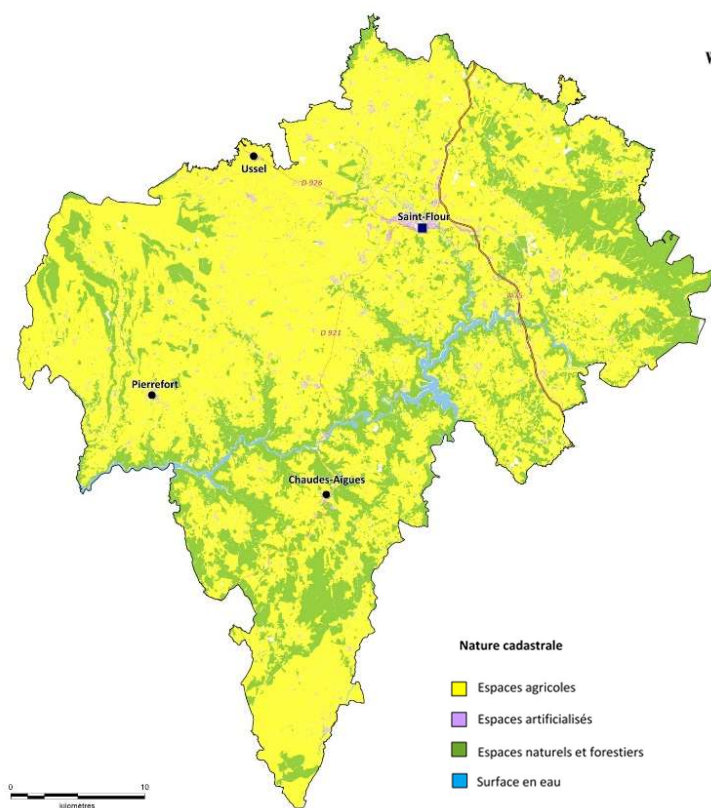 Ussel
D 926
Saint-Flour
D 921
Pierrefort
Chaudes-Aigues
Nature cadastrale
Espaces agricoles
Espaces artificialisés
Espaces naturels et forestiers
Surface en eau
0 10
kilomètres